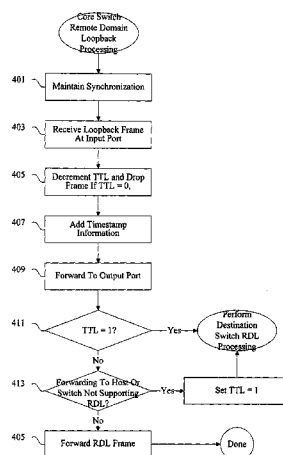 Core Switch
Remote Domain
Loopback
Processing
401
Maintain Synchronization
403
Receive Loopback Frame
At Input Port
405
Decrement TTL and Drop
Frame If TTL = 0,
407
Add Timestamp
Information
409
Forward To Output Port
411
TTL = 1?
Yes
Perform
Destination
Switch RDL
Processing
No
413
Forwarding To Host Or
Switch Not Supporting
RDL?
Yes
Set TTL = 1
No
405
Forward RDL Frame
Done